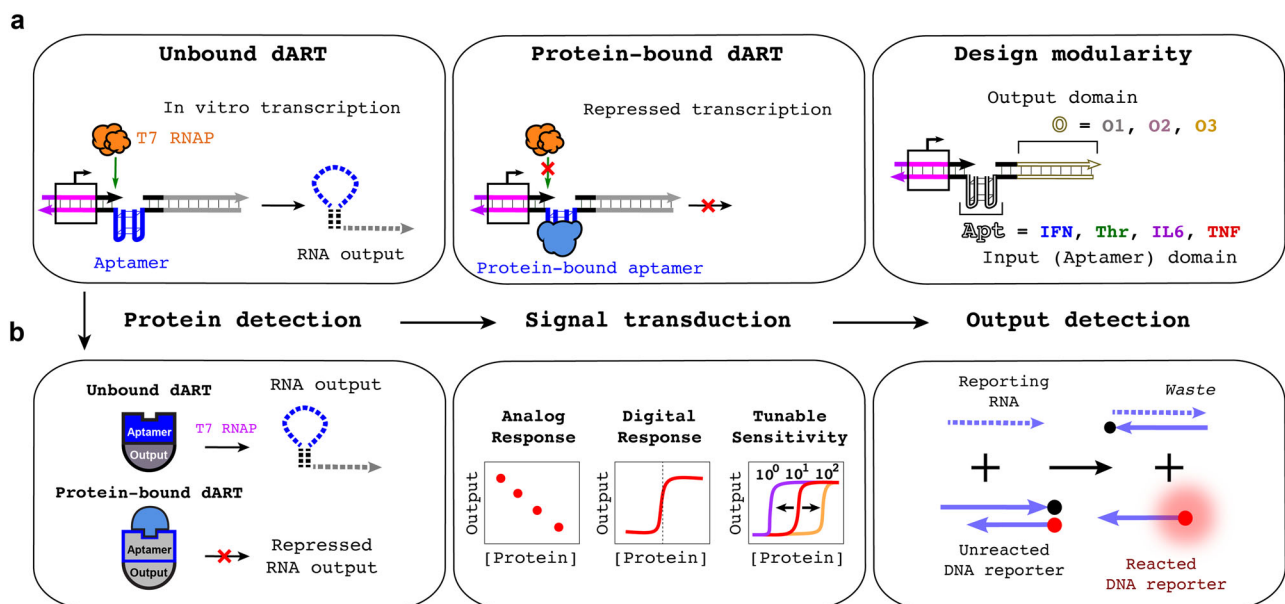 a
Unbound dART
In vitro transcription
T7 RNAP
Aptamer
RNA output
Protein-bound dART
Repressed transcription
Protein-bound aptamer
Design modularity
Output domain
O = O1, O2, O3
Apt = IFN, Thr, IL6, TNF
Input (Aptamer) domain
b
Protein detection
Signal transduction
Output detection
Unbound dART
Aptamer
Output
T7 RNAP
RNA output
Protein-bound dART
Aptamer
Output
Repressed
RNA output
Analog
Response
Output
[Protein]
Digital
Response
Output
[Protein]
Tunable
Sensitivity
10⁰ 10¹ 10²
Output
[Protein]
Reporting
RNA
Waste
+
+
Unreacted
DNA reporter
Reacted
DNA reporter